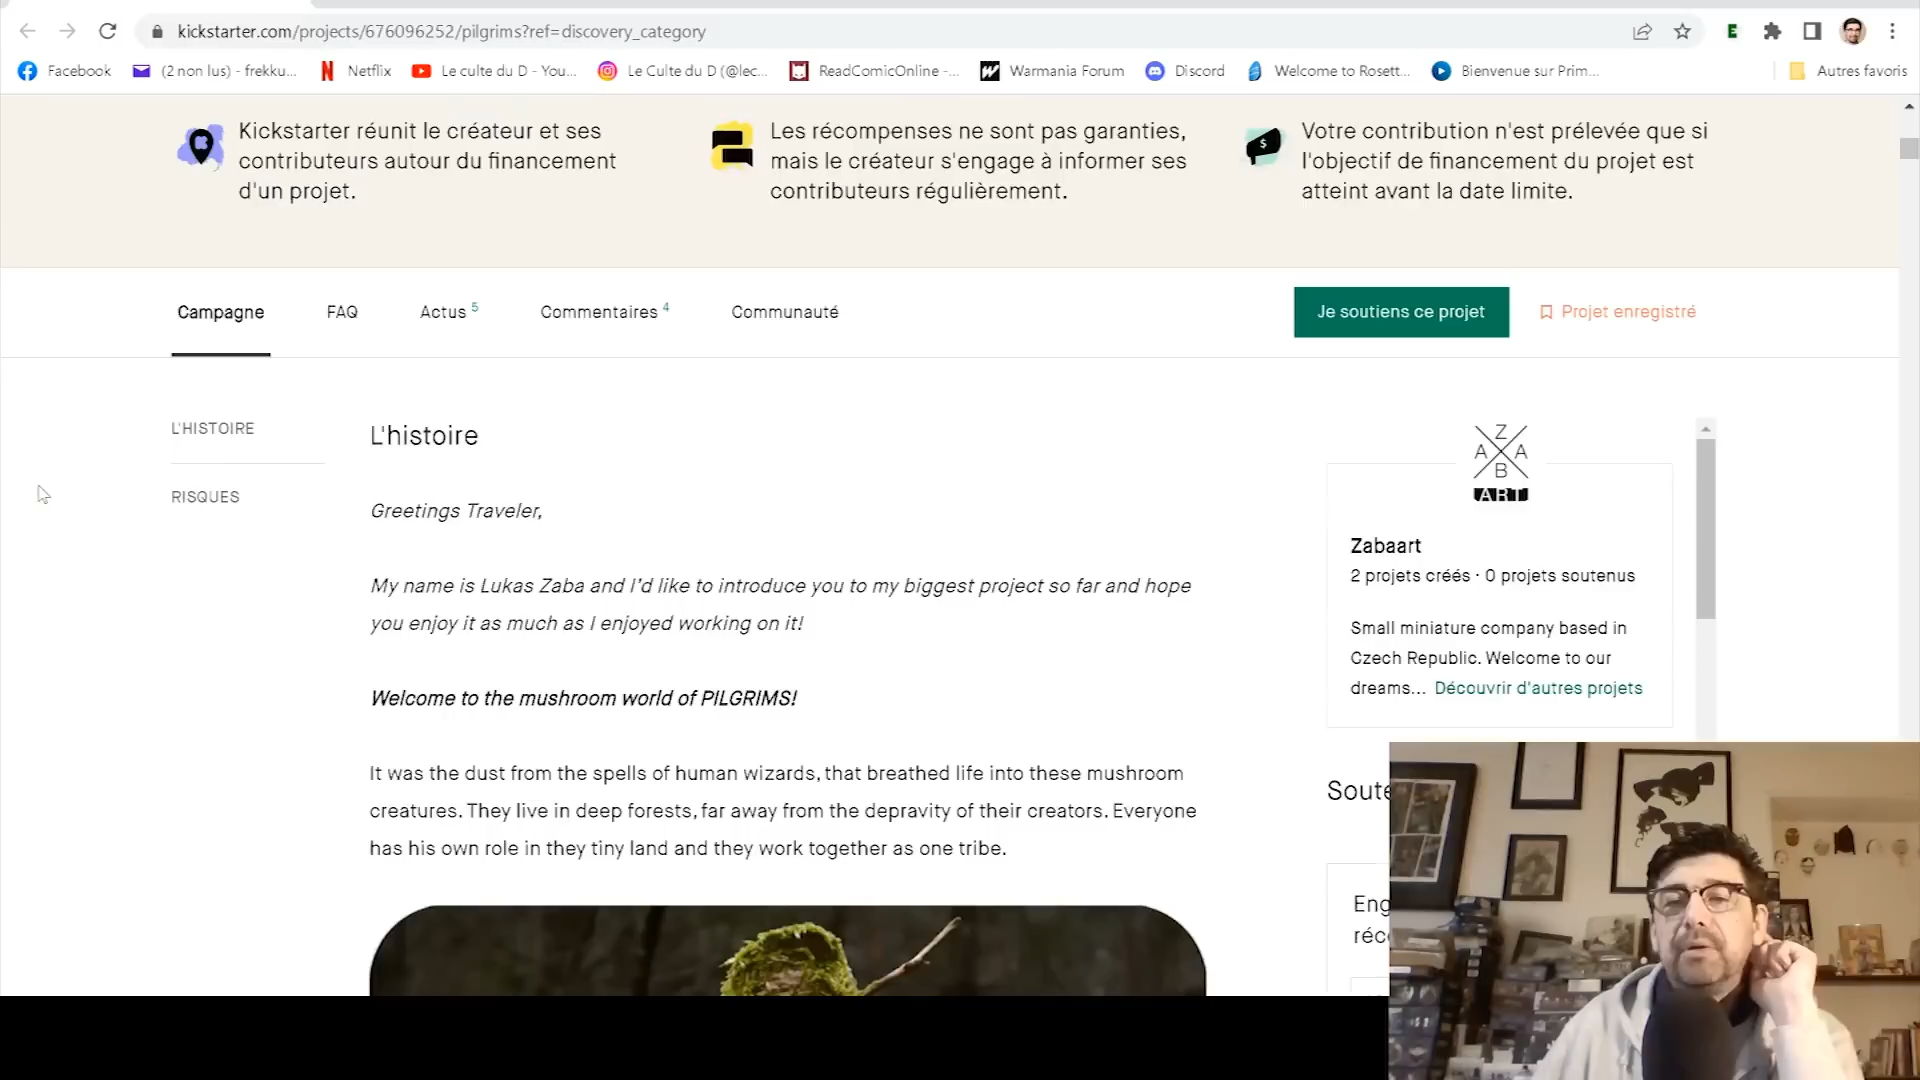 kickstarter.com/projects/676096252/pilgrims?ref=discovery_category
Facebook
(2 non lus) - frekku...
Netflix
Le culte du D - You...
Le Culte du D (@lec...
ReadComicOnline -...
Warmania Forum
Discord
Welcome to Rosett...
Bienvenue sur Prim...
Autres favoris
Kickstarter réunit le créateur et ses
contributeurs autour du financement
d'un projet.
Les récompenses ne sont pas garanties,
mais le créateur s'engage à informer ses
contributeurs régulièrement.
Votre contribution n'est prélevée que si
l'objectif de financement du projet est
atteint avant la date limite.
Campagne
FAQ
Actus 5
Commentaires 4
Communauté
Je soutiens ce projet
Projet enregistré
L'HISTOIRE
RISQUES
L'histoire
Greetings Traveler,
My name is Lukas Zaba and I'd like to introduce you to my biggest project so far and hope
you enjoy it as much as I enjoyed working on it!
Welcome to the mushroom world of PILGRIMS!
It was the dust from the spells of human wizards, that breathed life into these mushroom
creatures. They live in deep forests, far away from the depravity of their creators. Everyone
has his own role in they tiny land and they work together as one tribe.
Z
A A
B
ART
Zabaart
2 projets créés · 0 projets soutenus
Small miniature company based in
Czech Republic. Welcome to our
dreams... Découvrir d'autres projets
Soute
Eng
réc